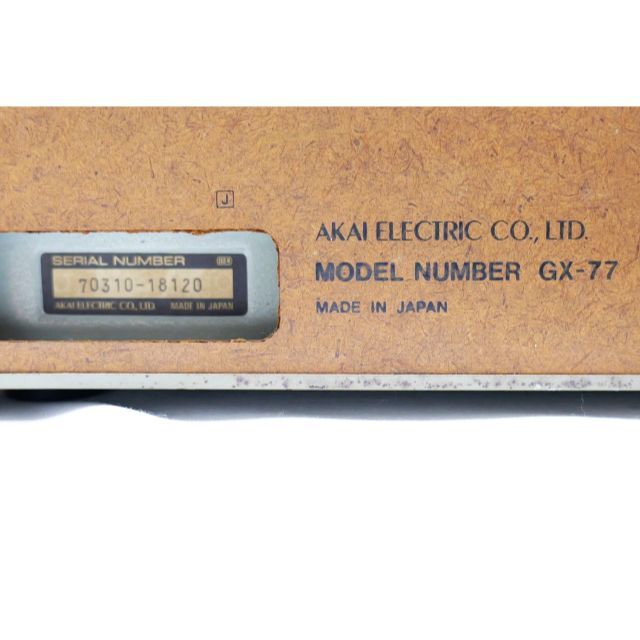 J
SERIAL NUMBER
70310-18120
AKAI ELECTRIC CO., LTD. MADE IN JAPAN
AKAI ELECTRIC CO., LTD.
MODEL NUMBER GX-77
MADE IN JAPAN